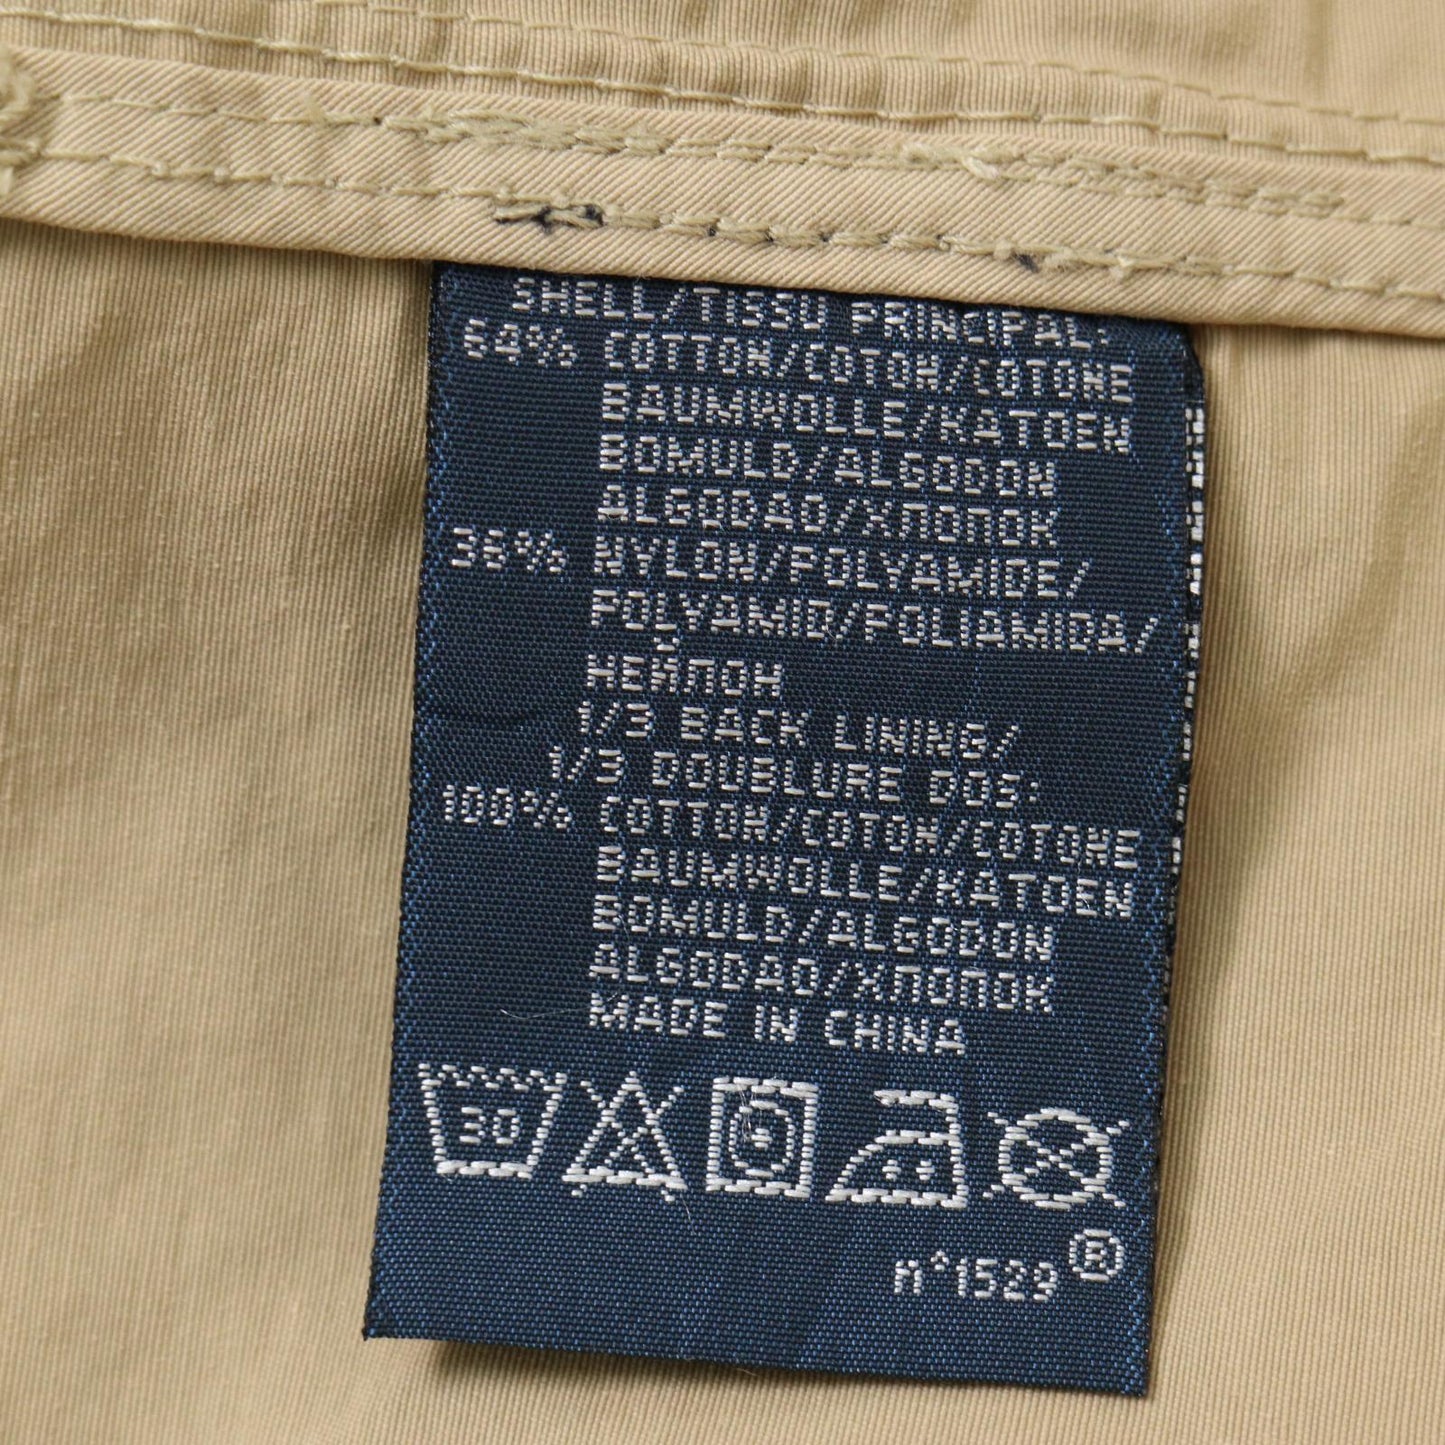 SHELL/TISSU PRINCIPAL:
64% COTTON/COTON/COTONE
BAUMWOLLE/KATOEN
BOMULD/ALGODON
ALGODAO/ХЛОПОК
36% NYLON/POLYAMIDE/
POLYAMID/POLIAMIDA/
НЕЙЛОН
1/3 BACK LINING/
1/3 DOUBLURE DOS:
100% COTTON/COTON/COTONE
BAUMWOLLE/KATOEN
BOMULD/ALGODON
ALGODAO/ХЛОПОК
MADE IN CHINA
30
n°1529®